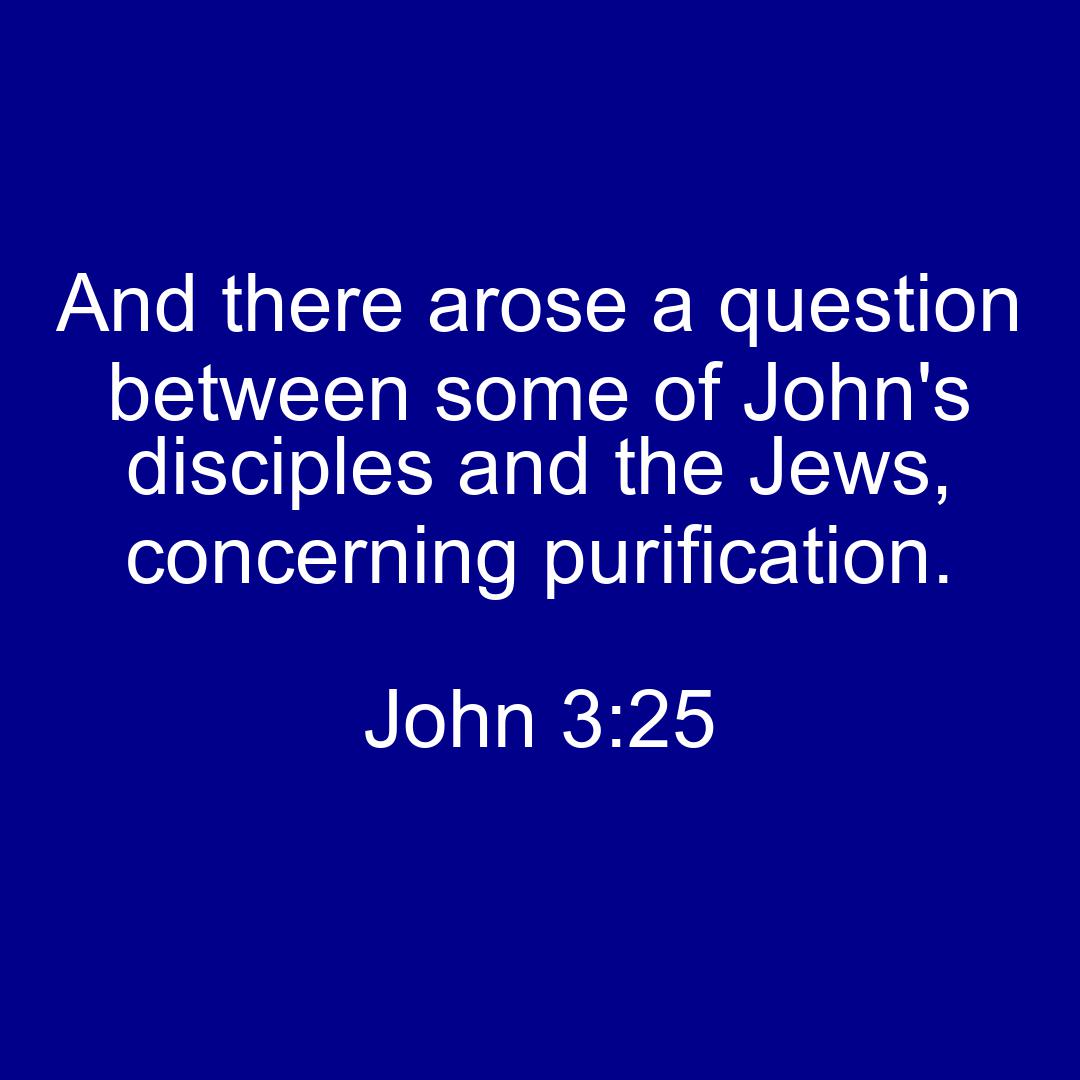 And there arose a question
between some of John's
disciples and the Jews,
concerning purification.
John 3:25